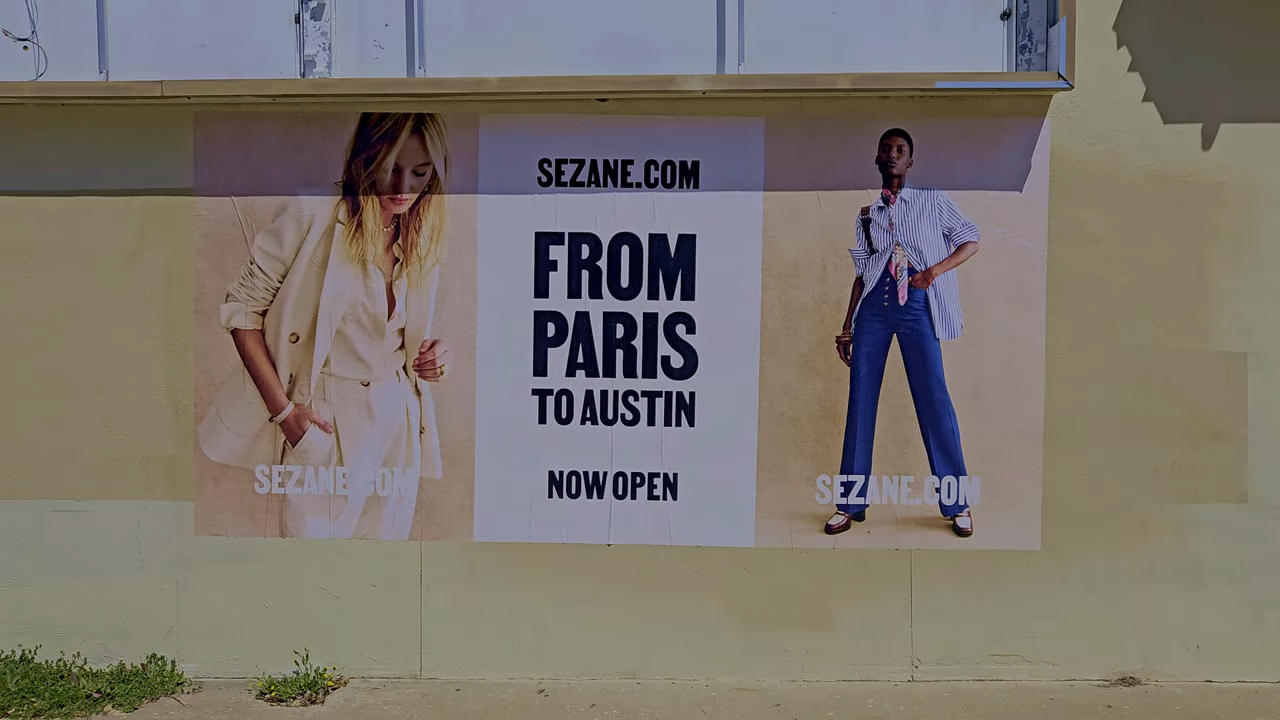 SEZANE.COM
FROM
PARIS
TO AUSTIN
NOW OPEN
SEZANE.COM
SEZANE.COM